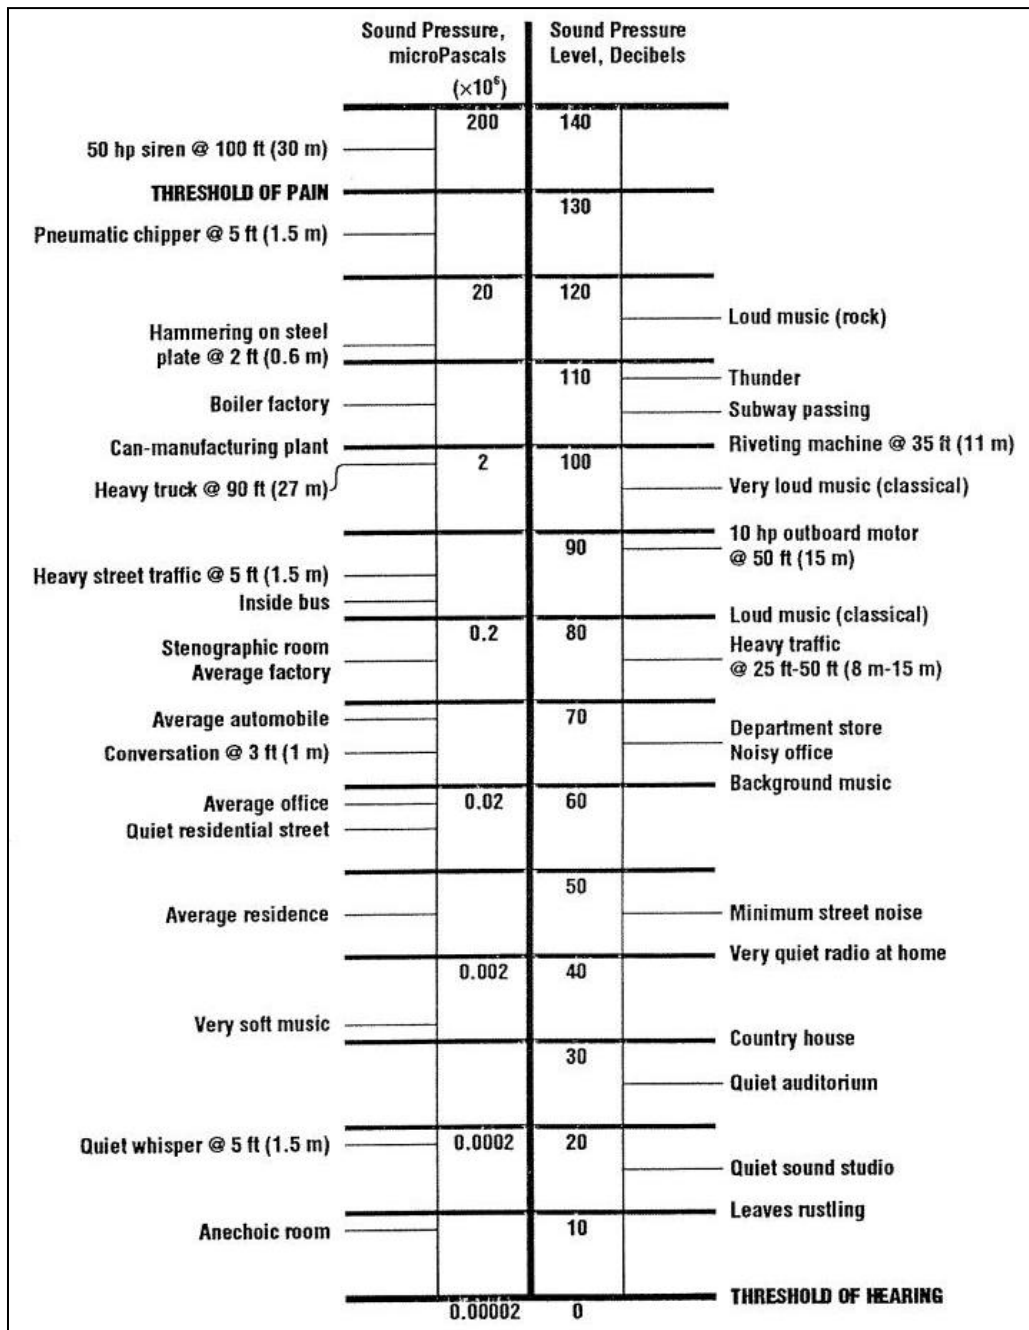 Sound Pressure,
microPascals
(×10⁶)
Sound Pressure
Level, Decibels
200 140
50 hp siren @ 100 ft (30 m)
THRESHOLD OF PAIN
130
Pneumatic chipper @ 5 ft (1.5 m)
20 120
Loud music (rock)
Hammering on steel
plate @ 2 ft (0.6 m)
110
Thunder
Boiler factory
Subway passing
Can-manufacturing plant
Riveting machine @ 35 ft (11 m)
2 100
Heavy truck @ 90 ft (27 m)
Very loud music (classical)
90
10 hp outboard motor
@ 50 ft (15 m)
Heavy street traffic @ 5 ft (1.5 m)
Inside bus
Loud music (classical)
0.2 80
Stenographic room
Average factory
Heavy traffic
@ 25 ft-50 ft (8 m-15 m)
70
Average automobile
Department store
Noisy office
Conversation @ 3 ft (1 m)
Background music
0.02 60
Average office
Quiet residential street
50
Average residence
Minimum street noise
Very quiet radio at home
0.002 40
Very soft music
Country house
30
Quiet auditorium
0.0002 20
Quiet whisper @ 5 ft (1.5 m)
Quiet sound studio
Leaves rustling
10
Anechoic room
THRESHOLD OF HEARING
0.00002 0